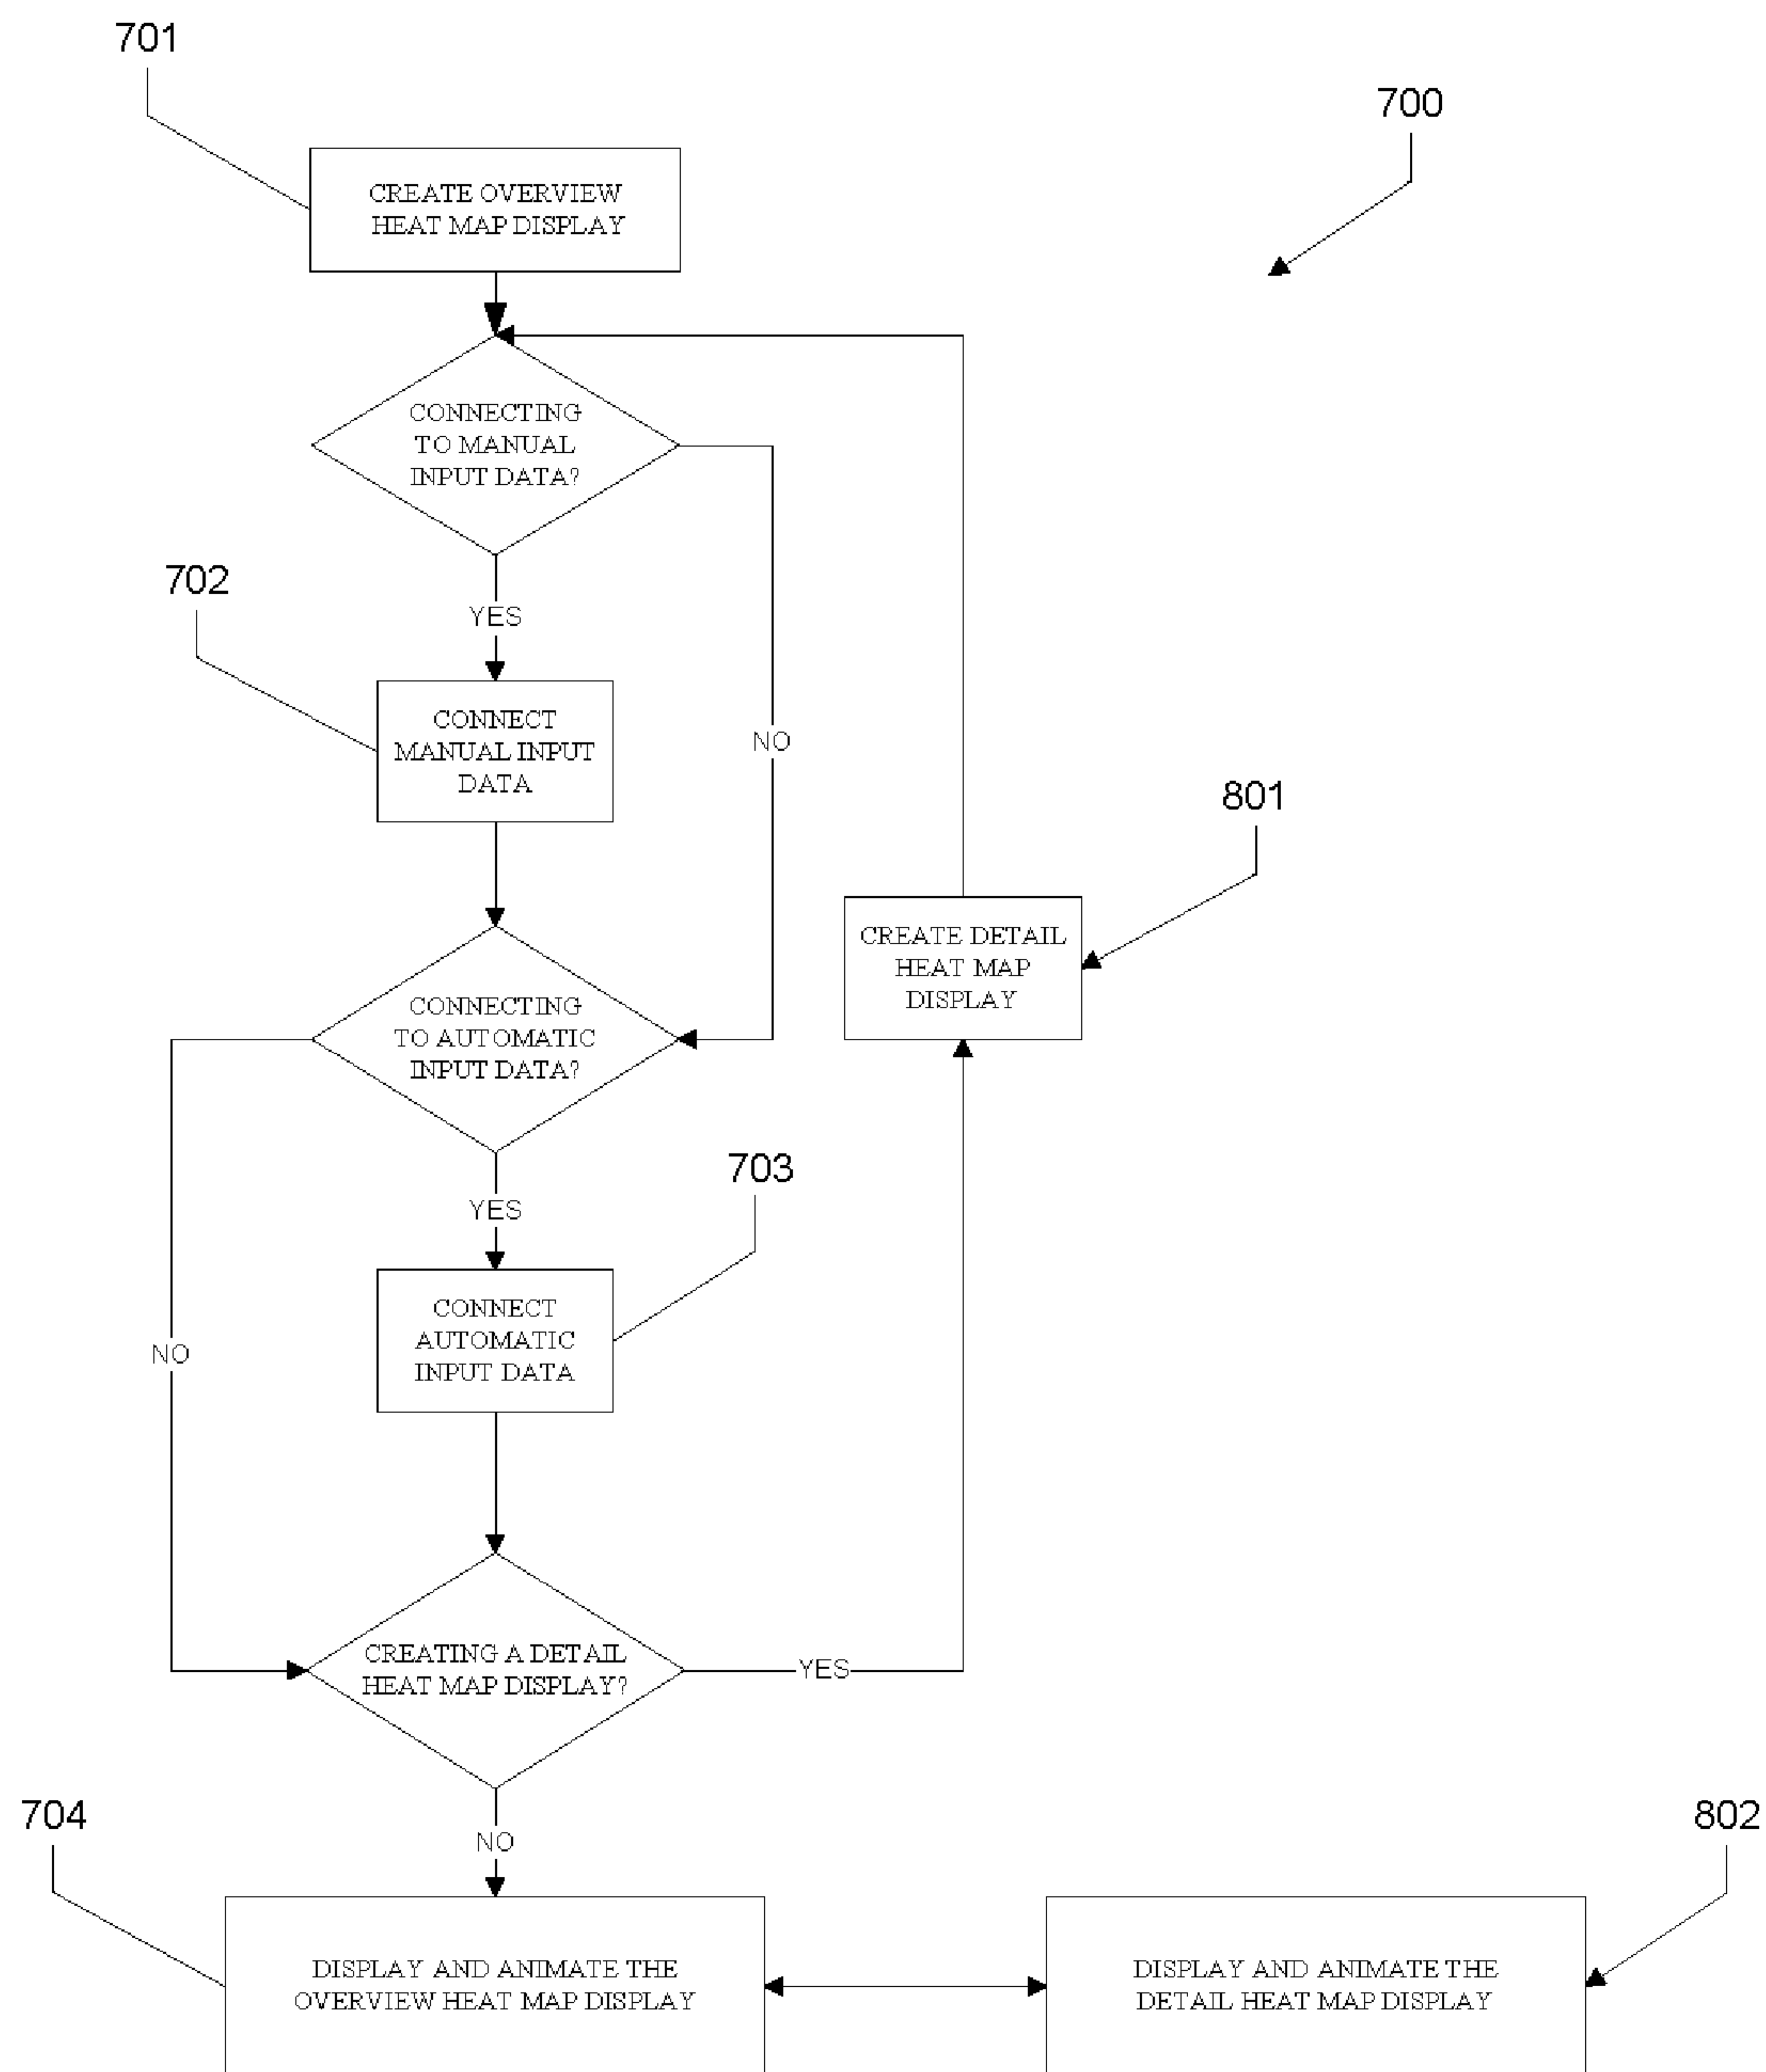 701
700
CREATE OVERVIEW
HEAT MAP DISPLAY
CONNECTING
TO MANUAL
INPUT DATA?
702
YES
CONNECT
MANUAL INPUT
DATA
NO
801
CREATE DETAIL
HEAT MAP
DISPLAY
CONNECTING
TO AUTOMATIC
INPUT DATA?
703
YES
CONNECT
AUTOMATIC
INPUT DATA
NO
CREATING A DETAIL
HEAT MAP DISPLAY?
YES
704
802
NO
DISPLAY AND ANIMATE THE
OVERVIEW HEAT MAP DISPLAY
DISPLAY AND ANIMATE THE
DETAIL HEAT MAP DISPLAY